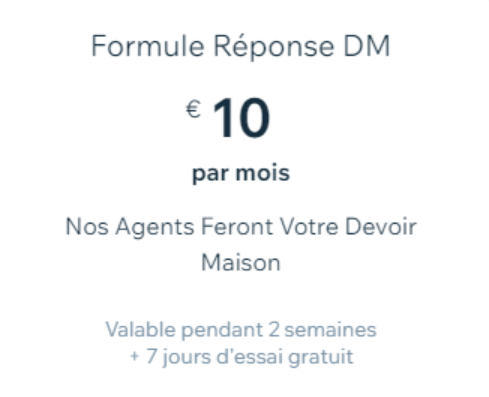 Formule Réponse DM
€ 10
par mois
Nos Agents Feront Votre Devoir
Maison
Valable pendant 2 semaines
+ 7 jours d'essai gratuit